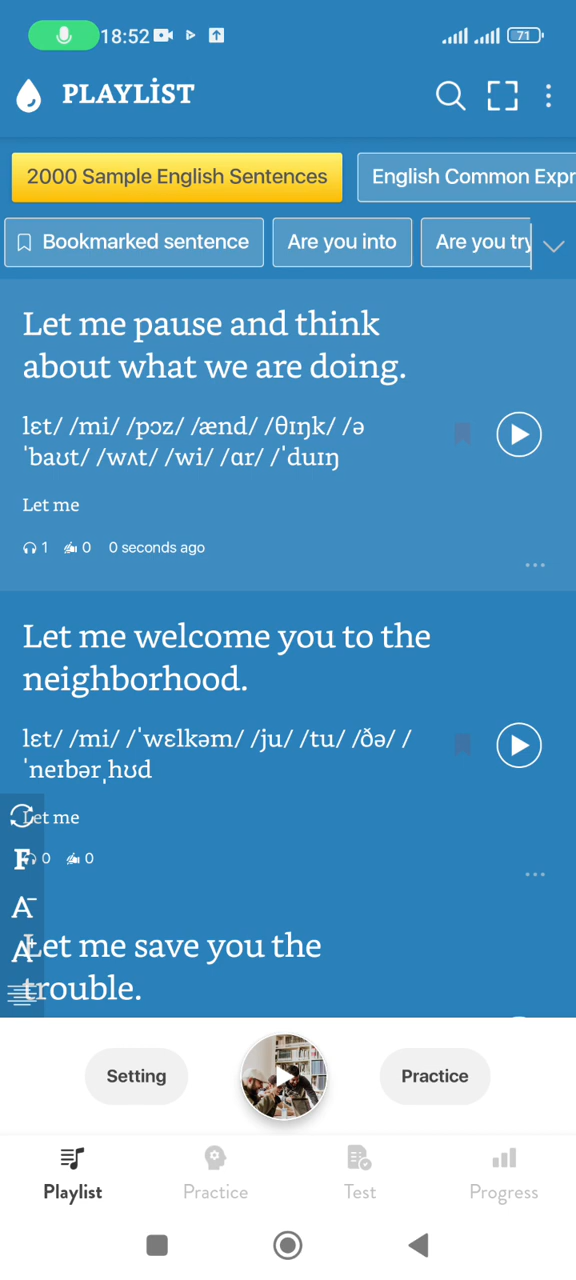 18:52
71
PLAYLİST
2000 Sample English Sentences
English Common Expr
Bookmarked sentence
Are you into
Are you try
Let me pause and think
about what we are doing.
lɛt/ /mi/ /pɔz/ /ænd/ /θɪŋk/ /ə
ˈbaʊt/ /wʌt/ /wi/ /ɑr/ /ˈduɪŋ
Let me
1 0 0 seconds ago
Let me welcome you to the
neighborhood.
lɛt/ /mi/ /ˈwɛlkəm/ /ju/ /tu/ /ðə/ /
ˈneɪbərˌhʊd
Let me
F 0 0
A-
Let me save you the
A+
trouble.
Setting
Practice
Playlist
Practice
Test
Progress